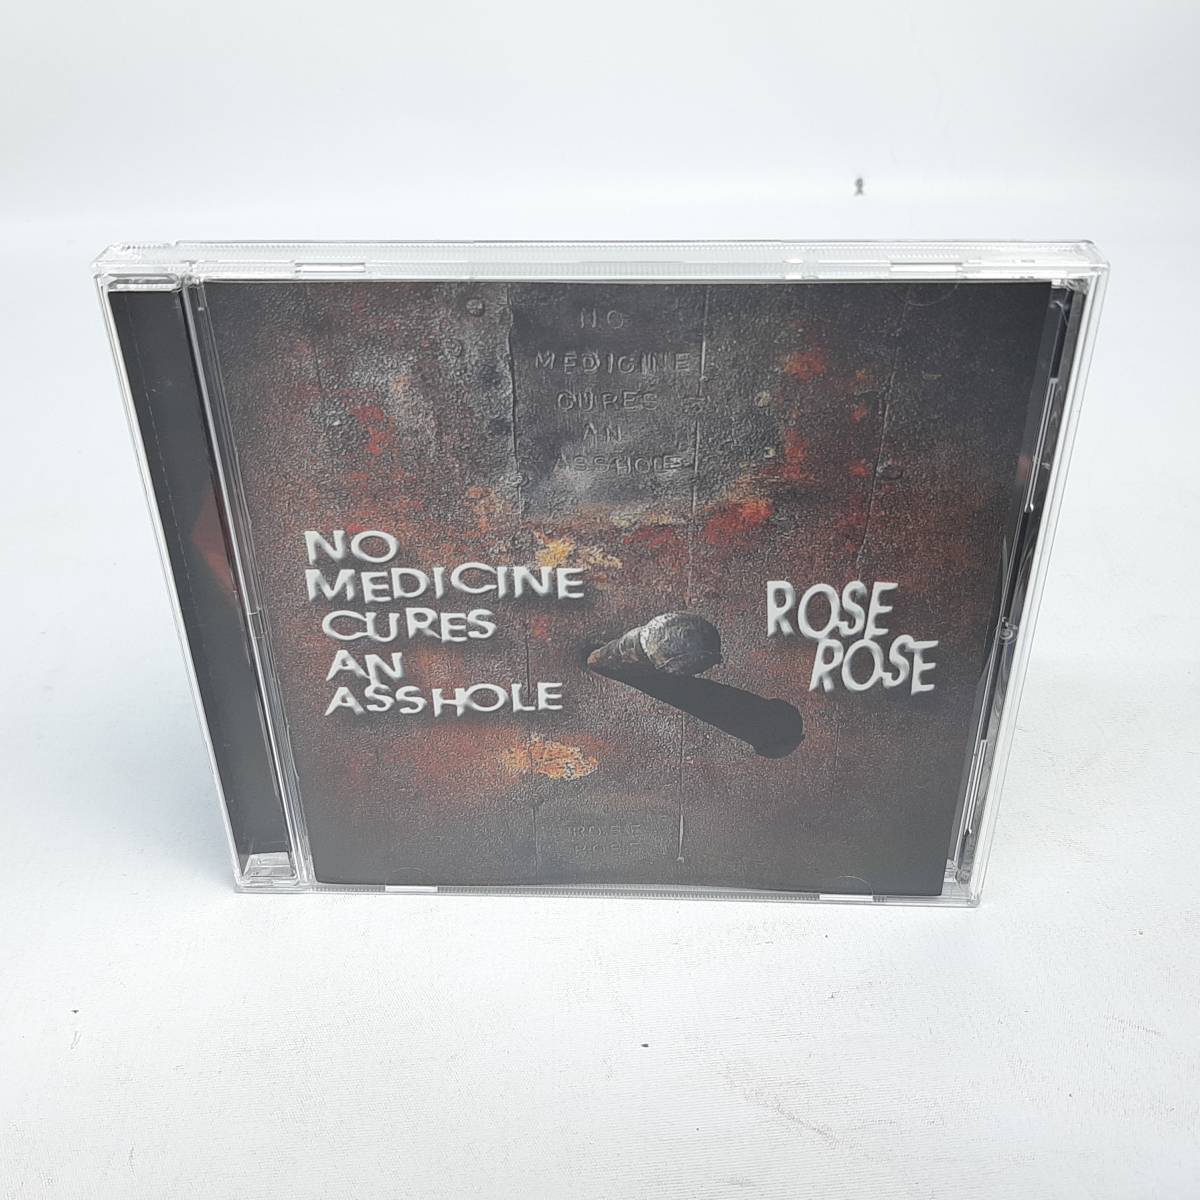 NO
MEDICINE
CURES
AN
ASSHOLE
NO
MEDICINE
CURES
AN
ASSHOLE
ROSE
ROSE
ROSE
ROSE